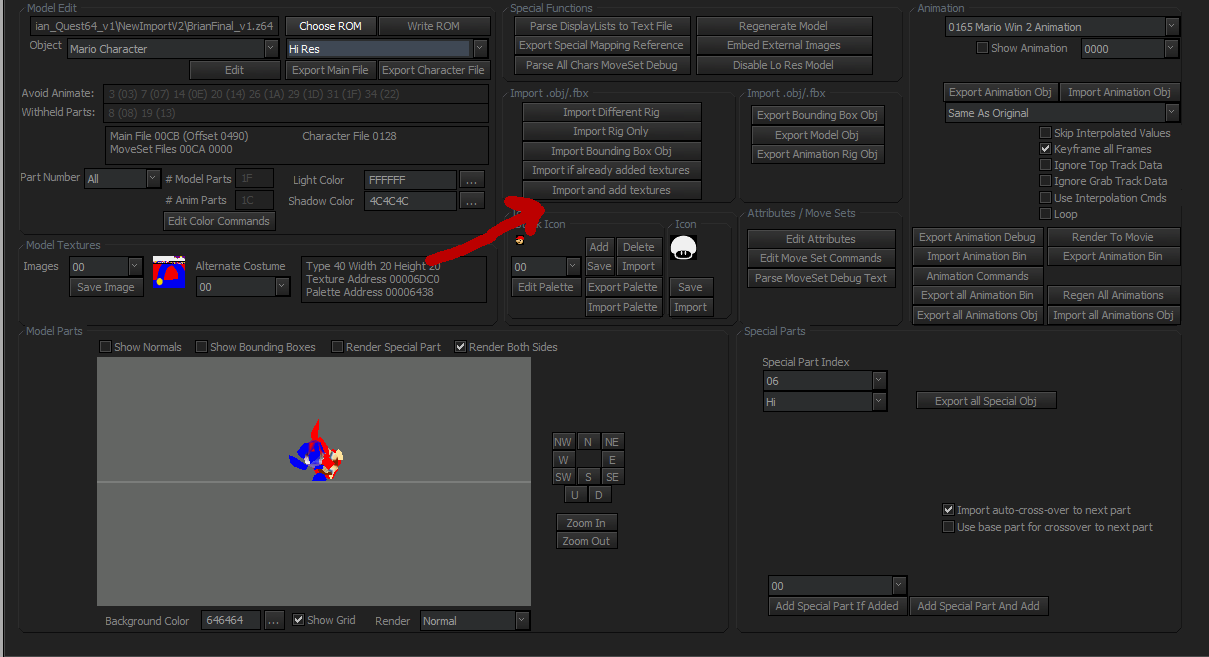 Model Edit
ian_Quest64_v1\NewImportV2\BrianFinal_v1.z64 Choose ROM Write ROM
Object Mario Character Hi Res
Edit Export Main File Export Character File
Avoid Animate: 3 (03) 7 (07) 14 (0E) 20 (14) 26 (1A) 29 (1D) 31 (1F) 34 (22)
Withheld Parts: 8 (08) 19 (13)
Main File 00CB (Offset 0490) Character File 0128
MoveSet Files 00CA 0000
Part Number All # Model Parts 1F Light Color FFFFFF ...
# Anim Parts 1C Shadow Color 4C4C4C ...
Edit Color Commands
Model Textures
Images 00 Alternate Costume
Save Image 00
Type 40 Width 20 Height 20
Texture Address 00006DC0
Palette Address 00006438
Special Functions
Parse DisplayLists to Text File Regenerate Model
Export Special Mapping Reference Embed External Images
Parse All Chars MoveSet Debug Disable Lo Res Model
Import .obj/.fbx
Import Different Rig
Import Rig Only
Import Bounding Box Obj
Import if already added textures
Import and add textures
Import .obj/.fbx
Export Bounding Box Obj
Export Model Obj
Export Animation Rig Obj
Icon
Icon
Add Delete
00 Save Import
Edit Palette Export Palette Save
Import Palette Import
Attributes / Move Sets
Edit Attributes
Edit Move Set Commands
Parse MoveSet Debug Text
Animation
0165 Mario Win 2 Animation
Show Animation 0000
Export Animation Obj Import Animation Obj
Same As Original
Skip Interpolated Values
Keyframe all Frames
Ignore Top Track Data
Ignore Grab Track Data
Use Interpolation Cmds
Loop
Export Animation Debug Render To Movie
Import Animation Bin Export Animation Bin
Animation Commands
Export all Animation Bin Regen All Animations
Export all Animations Obj Import all Animations Obj
Model Parts
Show Normals Show Bounding Boxes Render Special Part Render Both Sides
NW N NE
W E
SW S SE
U D
Zoom In
Zoom Out
Background Color 646464 ... Show Grid Render Normal
Special Parts
Special Part Index
06
Hi Export all Special Obj
Import auto-cross-over to next part
Use base part for crossover to next part
00
Add Special Part If Added Add Special Part And Add